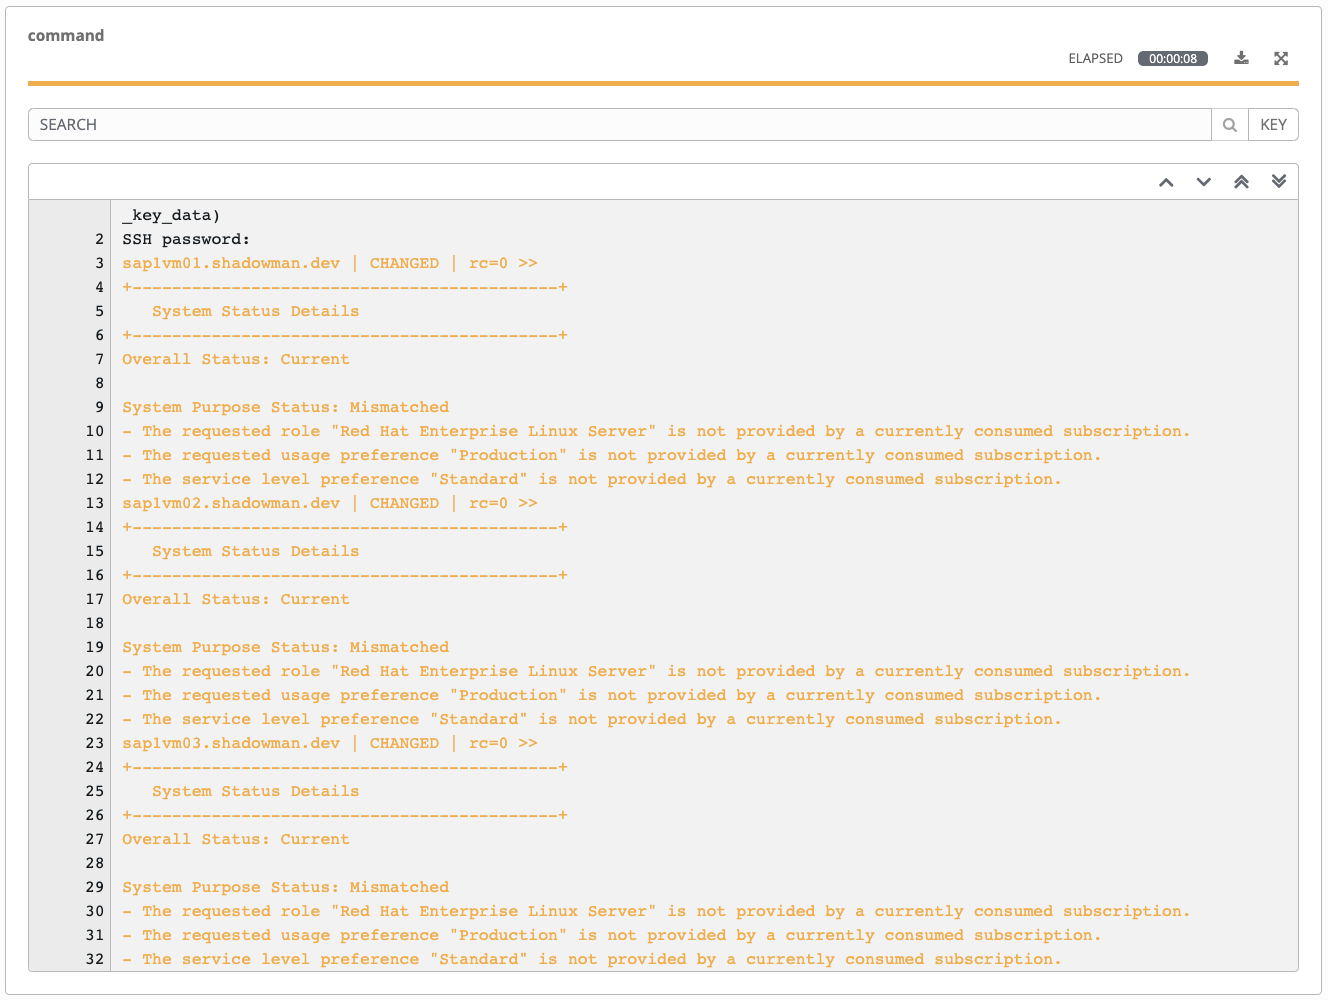 command
ELAPSED 00:00:08
SEARCH KEY
_key_data)
2 SSH password:
3 sap1vm01.shadowman.dev | CHANGED | rc=0 >>
4 +-------------------------------------------+
5 System Status Details
6 +-------------------------------------------+
7 Overall Status: Current
8
9 System Purpose Status: Mismatched
10 - The requested role "Red Hat Enterprise Linux Server" is not provided by a currently consumed subscription.
11 - The requested usage preference "Production" is not provided by a currently consumed subscription.
12 - The service level preference "Standard" is not provided by a currently consumed subscription.
13 sap1vm02.shadowman.dev | CHANGED | rc=0 >>
14 +-------------------------------------------+
15 System Status Details
16 +-------------------------------------------+
17 Overall Status: Current
18
19 System Purpose Status: Mismatched
20 - The requested role "Red Hat Enterprise Linux Server" is not provided by a currently consumed subscription.
21 - The requested usage preference "Production" is not provided by a currently consumed subscription.
22 - The service level preference "Standard" is not provided by a currently consumed subscription.
23 sap1vm03.shadowman.dev | CHANGED | rc=0 >>
24 +-------------------------------------------+
25 System Status Details
26 +-------------------------------------------+
27 Overall Status: Current
28
29 System Purpose Status: Mismatched
30 - The requested role "Red Hat Enterprise Linux Server" is not provided by a currently consumed subscription.
31 - The requested usage preference "Production" is not provided by a currently consumed subscription.
32 - The service level preference "Standard" is not provided by a currently consumed subscription.